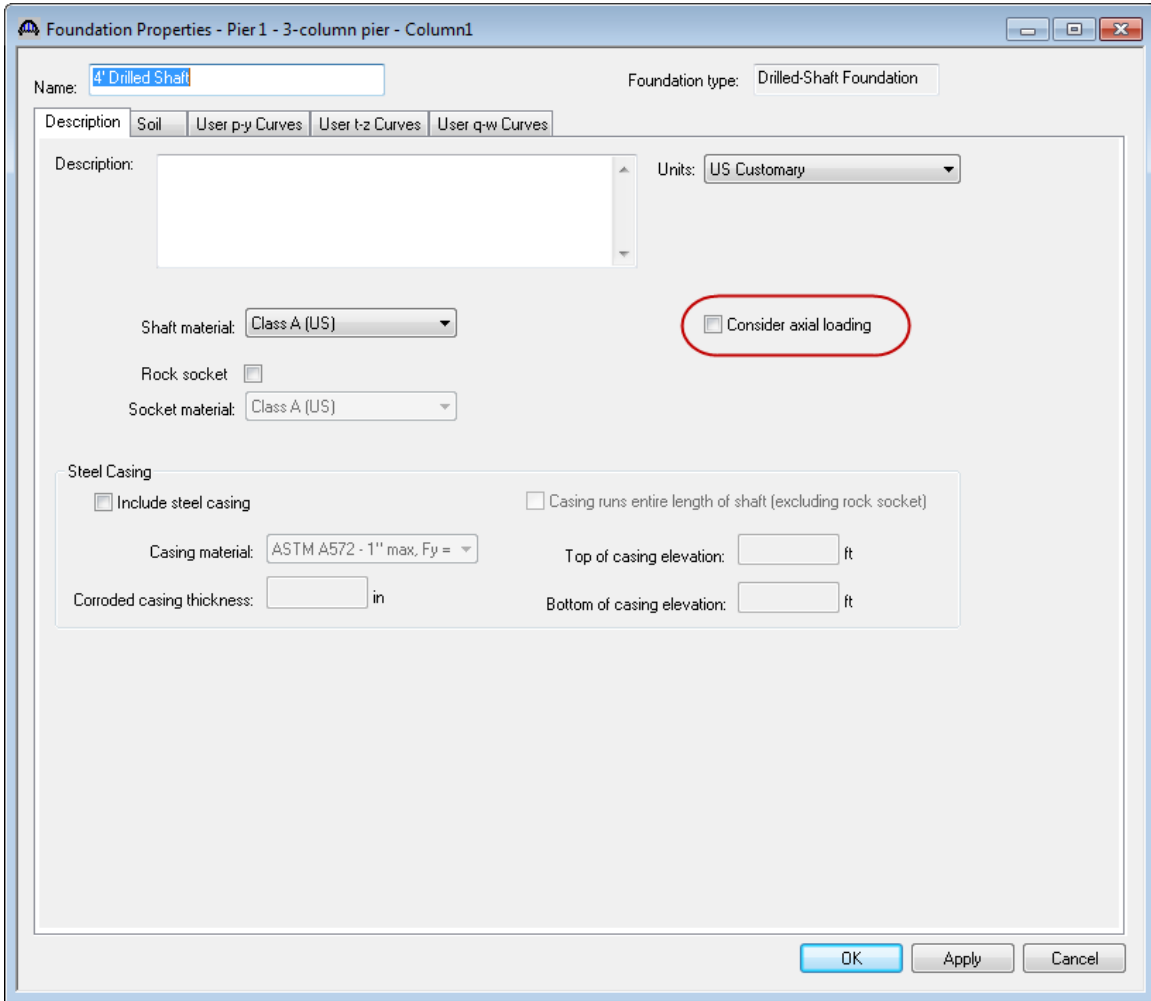 Foundation Properties - Pier 1 - 3-column pier - Column1
Name: 4' Drilled Shaft Foundation type: Drilled-Shaft Foundation
Description Soil User p-y Curves User t-z Curves User q-w Curves
Description: Units: US Customary
Shaft material: Class A (US) Consider axial loading
Rock socket
Socket material: Class A (US)
Steel Casing
Include steel casing Casing runs entire length of shaft (excluding rock socket)
Casing material: ASTM A572 - 1" max, Fy = Top of casing elevation: ft
Corroded casing thickness: in Bottom of casing elevation: ft
OK Apply Cancel